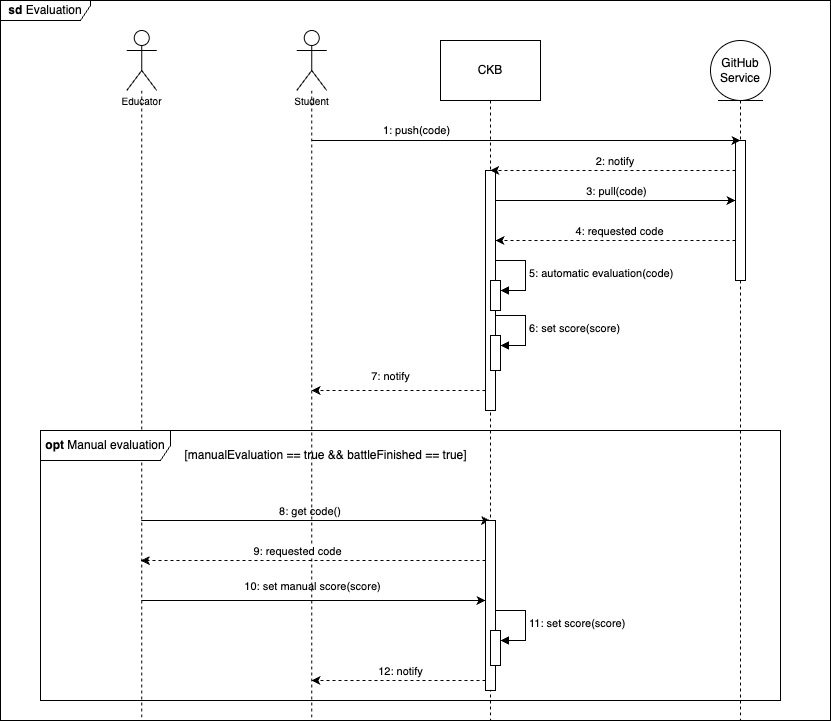 sd Evaluation
Educator
Student
CKB
GitHub
Service
1: push(code)
2: notify
3: pull(code)
4: requested code
5: automatic evaluation(code)
6: set score(score)
7: notify
opt Manual evaluation
[manualEvaluation == true && battleFinished == true]
8: get code()
9: requested code
10: set manual score(score)
11: set score(score)
12: notify